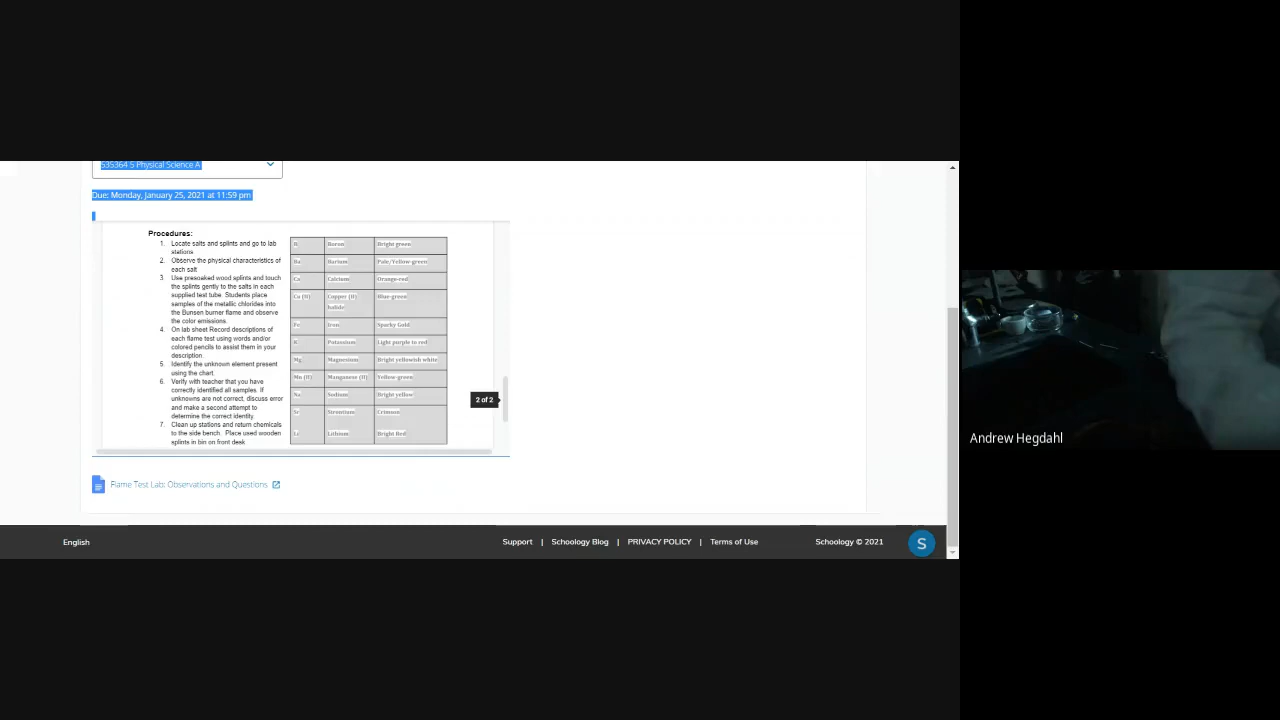 535364 S Physical Science A
Due: Monday, January 25, 2021 at 11:59 pm
Procedures:
1. Locate salts and splints and go to lab
stations
2. Observe the physical characteristics of
each salt
3. Use presoaked wood splints and touch
the splints gently to the salts in each
supplied test tube. Students place
samples of the metallic chlorides into
the Bunsen burner flame and observe
the color emissions.
4. On lab sheet Record descriptions of
each flame test using words and/or
colored pencils to assist them in your
description.
5. Identify the unknown element present
using the chart.
6. Verify with teacher that you have
correctly identified all samples. If
unknowns are not correct, discuss error
and make a second attempt to
determine the correct identity.
7. Clean up stations and return chemicals
to the side bench. Place used wooden
splints in bin on front desk
B Boron Bright green
Ba Barium Pale/Yellow-green
Ca Calcium Orange-red
Cu (II) Copper (II) Blue-green
halide
Fe Iron Sparky Gold
K Potassium Light purple to red
Mg Magnesium Bright yellowish white
Mn (II) Manganese (II) Yellow-green
Na Sodium Bright yellow
Sr Strontium Crimson
Li Lithium Bright Red
2 of 2
Flame Test Lab: Observations and Questions
English
Support | Schoology Blog | PRIVACY POLICY | Terms of Use
Schoology © 2021
S
Andrew Hegdahl